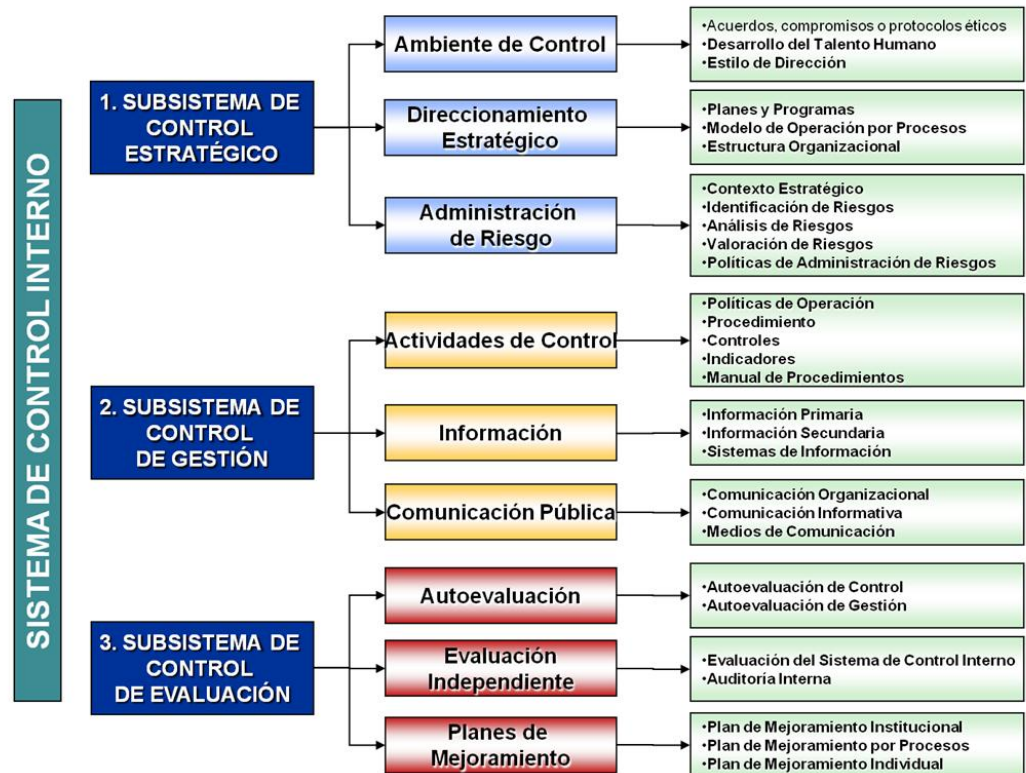 SISTEMA DE CONTROL INTERNO
1. SUBSISTEMA DE
CONTROL
ESTRATÉGICO
Ambiente de Control
•Acuerdos, compromisos o protocolos éticos
•Desarrollo del Talento Humano
•Estilo de Dirección
Direccionamiento
Estratégico
•Planes y Programas
•Modelo de Operación por Procesos
•Estructura Organizacional
Administración
de Riesgo
•Contexto Estratégico
•Identificación de Riesgos
•Análisis de Riesgos
•Valoración de Riesgos
•Políticas de Administración de Riesgos
2. SUBSISTEMA DE
CONTROL
DE GESTIÓN
Actividades de Control
•Políticas de Operación
•Procedimiento
•Controles
•Indicadores
•Manual de Procedimientos
Información
•Información Primaria
•Información Secundaria
•Sistemas de Información
Comunicación Pública
•Comunicación Organizacional
•Comunicación Informativa
•Medios de Comunicación
3. SUBSISTEMA DE
CONTROL
DE EVALUACIÓN
Autoevaluación
•Autoevaluación de Control
•Autoevaluación de Gestión
Evaluación
Independiente
•Evaluación del Sistema de Control Interno
•Auditoría Interna
Planes de
Mejoramiento
•Plan de Mejoramiento Institucional
•Plan de Mejoramiento por Procesos
•Plan de Mejoramiento Individual